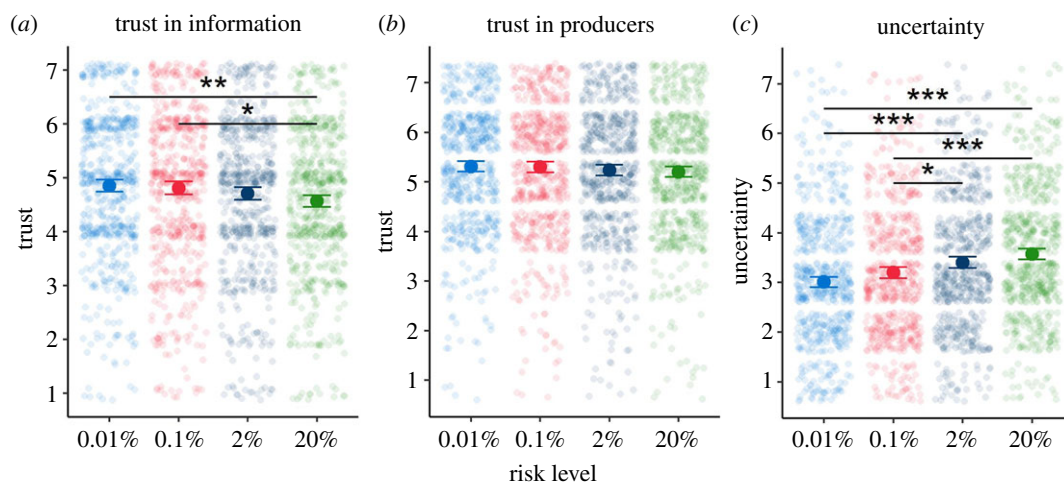 (a) trust in information
7
6
5
4
3
2
1
trust
**
*
0.01% 0.1% 2% 20%
(b) trust in producers
7
6
5
4
3
2
1
trust
0.01% 0.1% 2% 20%
risk level
(c) uncertainty
7
6
5
4
3
2
1
uncertainty
***
***
***
*
0.01% 0.1% 2% 20%